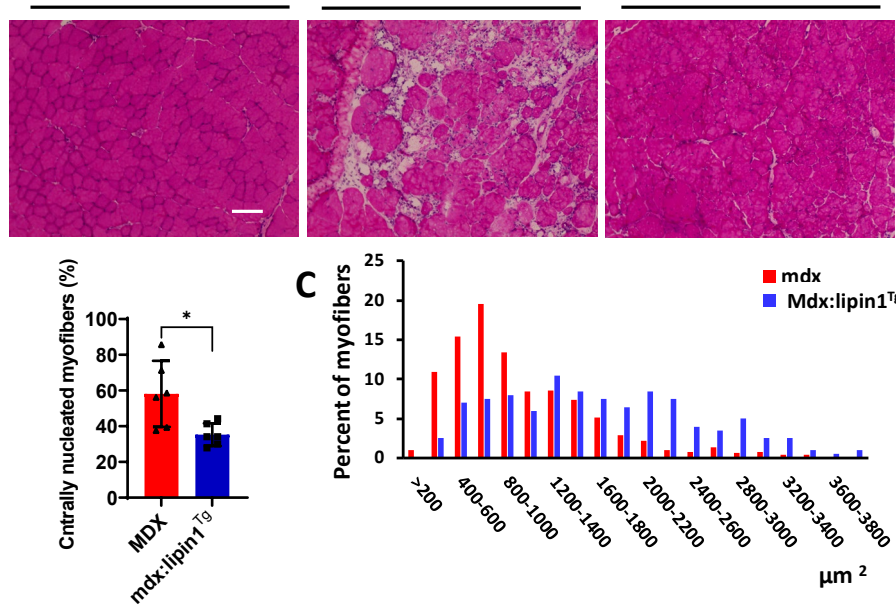 Cntrally nucleated myofibers (%)
100
80
60
40
20
0
*
MDX
mdx:lipin1Tg
C
Percent of myofibers
25
20
15
10
5
0
mdx
Mdx:lipin1Tg
>200
400-600
800-1000
1200-1400
1600-1800
2000-2200
2400-2600
2800-3000
3200-3400
3600-3800
μm 2